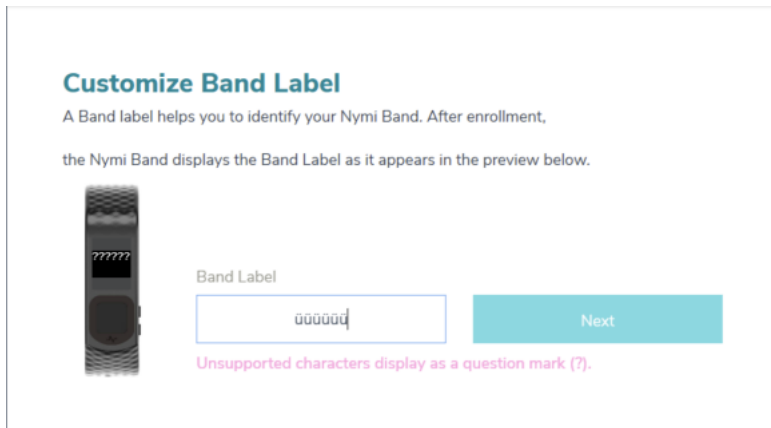 Customize Band Label
A Band label helps you to identify your Nymi Band. After enrollment,
the Nymi Band displays the Band Label as it appears in the preview below.
??????
Band Label
üüüüüü
Next
Unsupported characters display as a question mark (?).